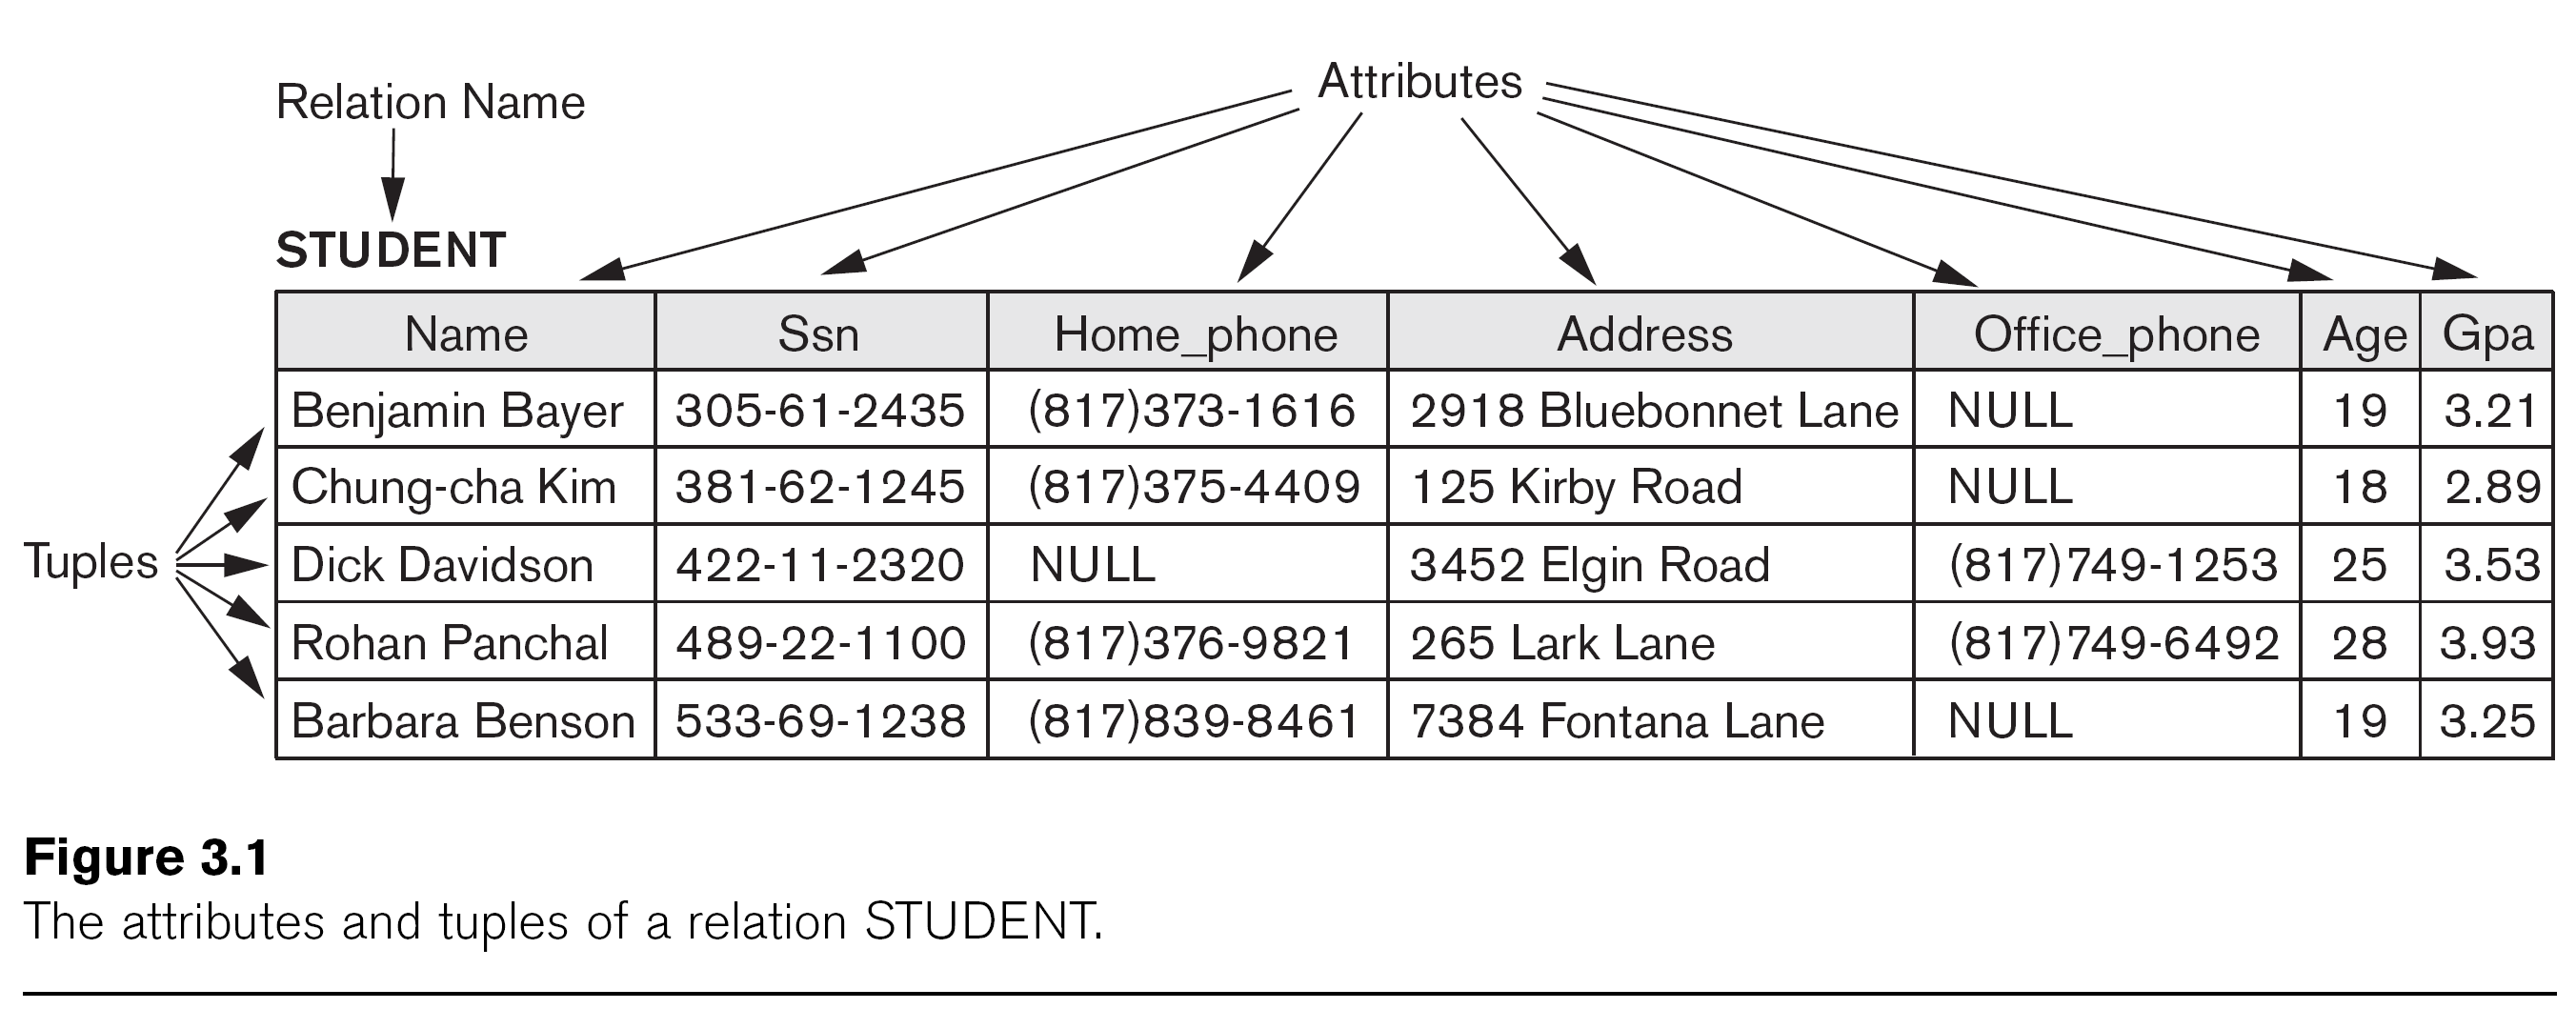 Attributes
Relation Name
STUDENT
Name Ssn Home_phone Address Office_phone Age Gpa
Benjamin Bayer 305-61-2435 (817)373-1616 2918 Bluebonnet Lane NULL 19 3.21
Chung-cha Kim 381-62-1245 (817)375-4409 125 Kirby Road NULL 18 2.89
Tuples
Dick Davidson 422-11-2320 NULL 3452 Elgin Road (817)749-1253 25 3.53
Rohan Panchal 489-22-1100 (817)376-9821 265 Lark Lane (817)749-6492 28 3.93
Barbara Benson 533-69-1238 (817)839-8461 7384 Fontana Lane NULL 19 3.25
Figure 3.1
The attributes and tuples of a relation STUDENT.